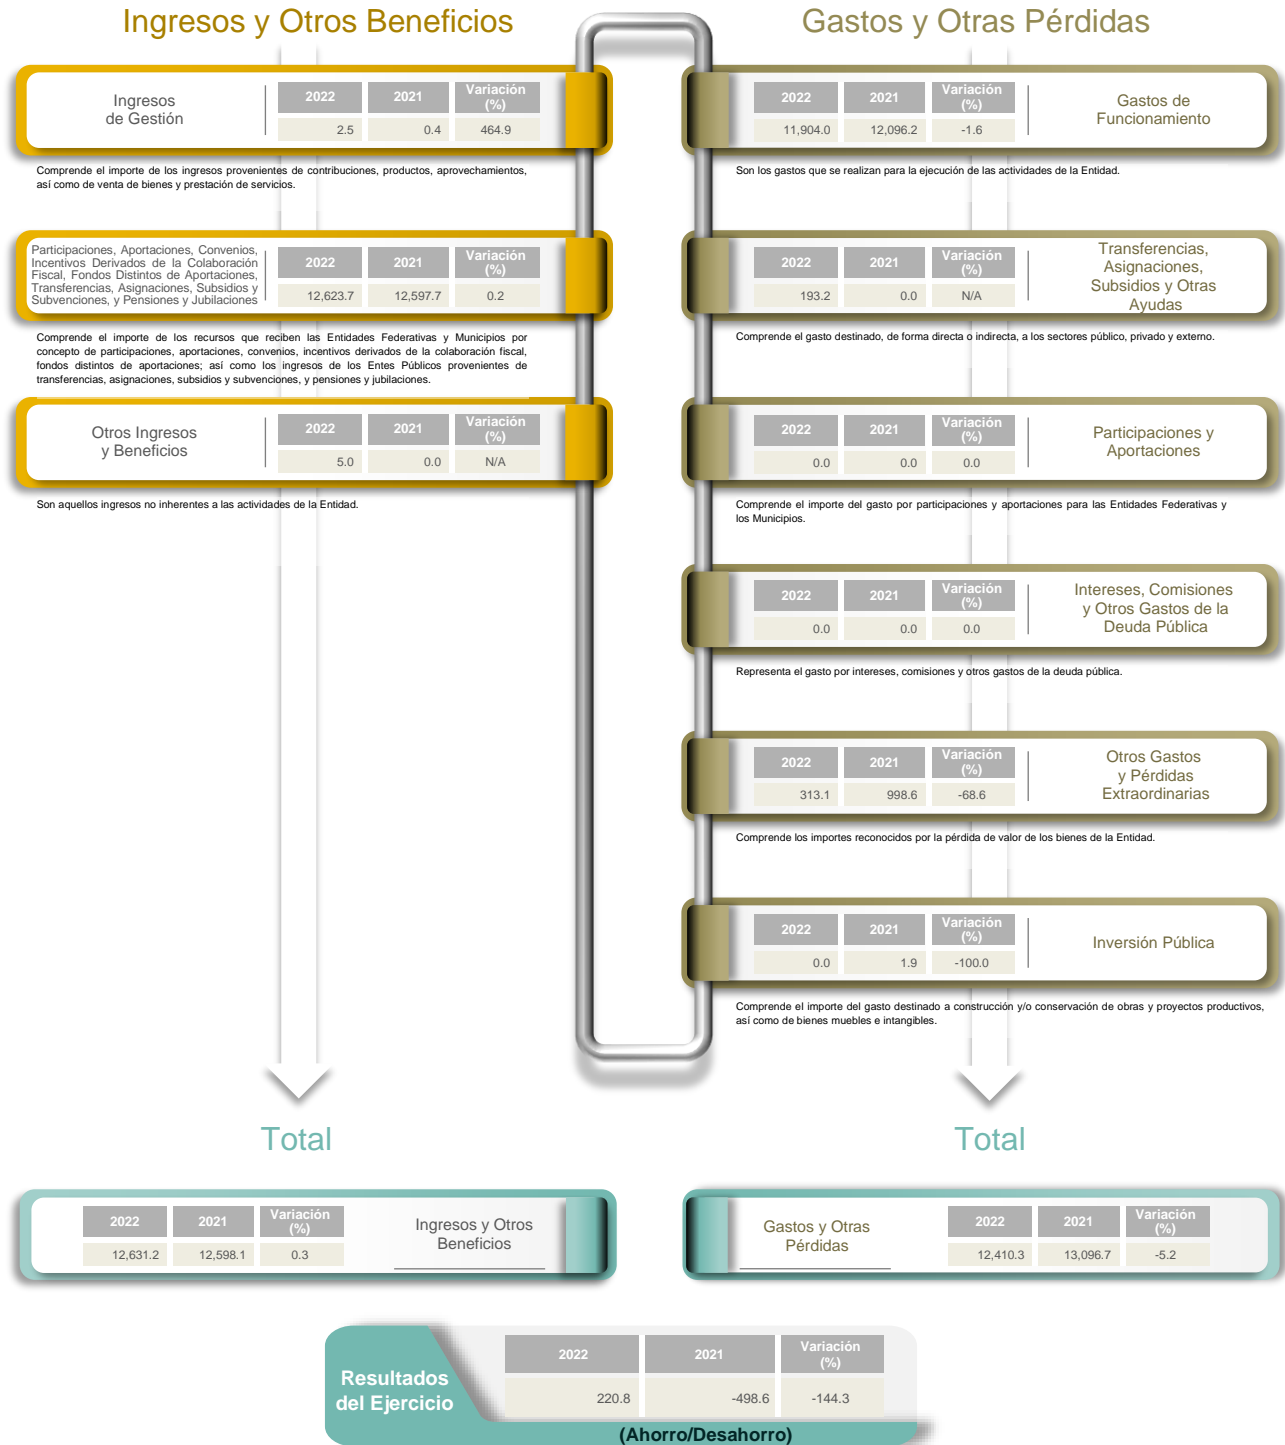 Ingresos y Otros Beneficios
Ingresos
de Gestión
2022 2021 Variación
(%)
2.5 0.4 464.9
Comprende el importe de los ingresos provenientes de contribuciones, productos, aprovechamientos,
así como de venta de bienes y prestación de servicios.
Participaciones, Aportaciones, Convenios,
Incentivos Derivados de la Colaboración
Fiscal, Fondos Distintos de Aportaciones,
Transferencias, Asignaciones, Subsidios y
Subvenciones, y Pensiones y Jubilaciones
2022 2021 Variación
(%)
12,623.7 12,597.7 0.2
Comprende el importe de los recursos que reciben las Entidades Federativas y Municipios por
concepto de participaciones, aportaciones, convenios, incentivos derivados de la colaboración fiscal,
fondos distintos de aportaciones; así como los ingresos de los Entes Públicos provenientes de
transferencias, asignaciones, subsidios y subvenciones, y pensiones y jubilaciones.
Otros Ingresos
y Beneficios
2022 2021 Variación
(%)
5.0 0.0 N/A
Son aquellos ingresos no inherentes a las actividades de la Entidad.
Gastos y Otras Pérdidas
2022 2021 Variación
(%)
11,904.0 12,096.2 -1.6
Gastos de
Funcionamiento
Son los gastos que se realizan para la ejecución de las actividades de la Entidad.
2022 2021 Variación
(%)
193.2 0.0 N/A
Transferencias,
Asignaciones,
Subsidios y Otras
Ayudas
Comprende el gasto destinado, de forma directa o indirecta, a los sectores público, privado y externo.
2022 2021 Variación
(%)
0.0 0.0 0.0
Participaciones y
Aportaciones
Comprende el importe del gasto por participaciones y aportaciones para las Entidades Federativas y
los Municipios.
2022 2021 Variación
(%)
0.0 0.0 0.0
Intereses, Comisiones
y Otros Gastos de la
Deuda Pública
Representa el gasto por intereses, comisiones y otros gastos de la deuda pública.
2022 2021 Variación
(%)
313.1 998.6 -68.6
Otros Gastos
y Pérdidas
Extraordinarias
Comprende los importes reconocidos por la pérdida de valor de los bienes de la Entidad.
2022 2021 Variación
(%)
0.0 1.9 -100.0
Inversión Pública
Comprende el importe del gasto destinado a construcción y/o conservación de obras y proyectos productivos,
así como de bienes muebles e intangibles.
Total
2022 2021 Variación
(%)
12,631.2 12,598.1 0.3
Ingresos y Otros
Beneficios
Total
Gastos y Otras
Pérdidas
2022 2021 Variación
(%)
12,410.3 13,096.7 -5.2
Resultados
del Ejercicio
2022 2021 Variación
(%)
220.8 -498.6 -144.3
(Ahorro/Desahorro)